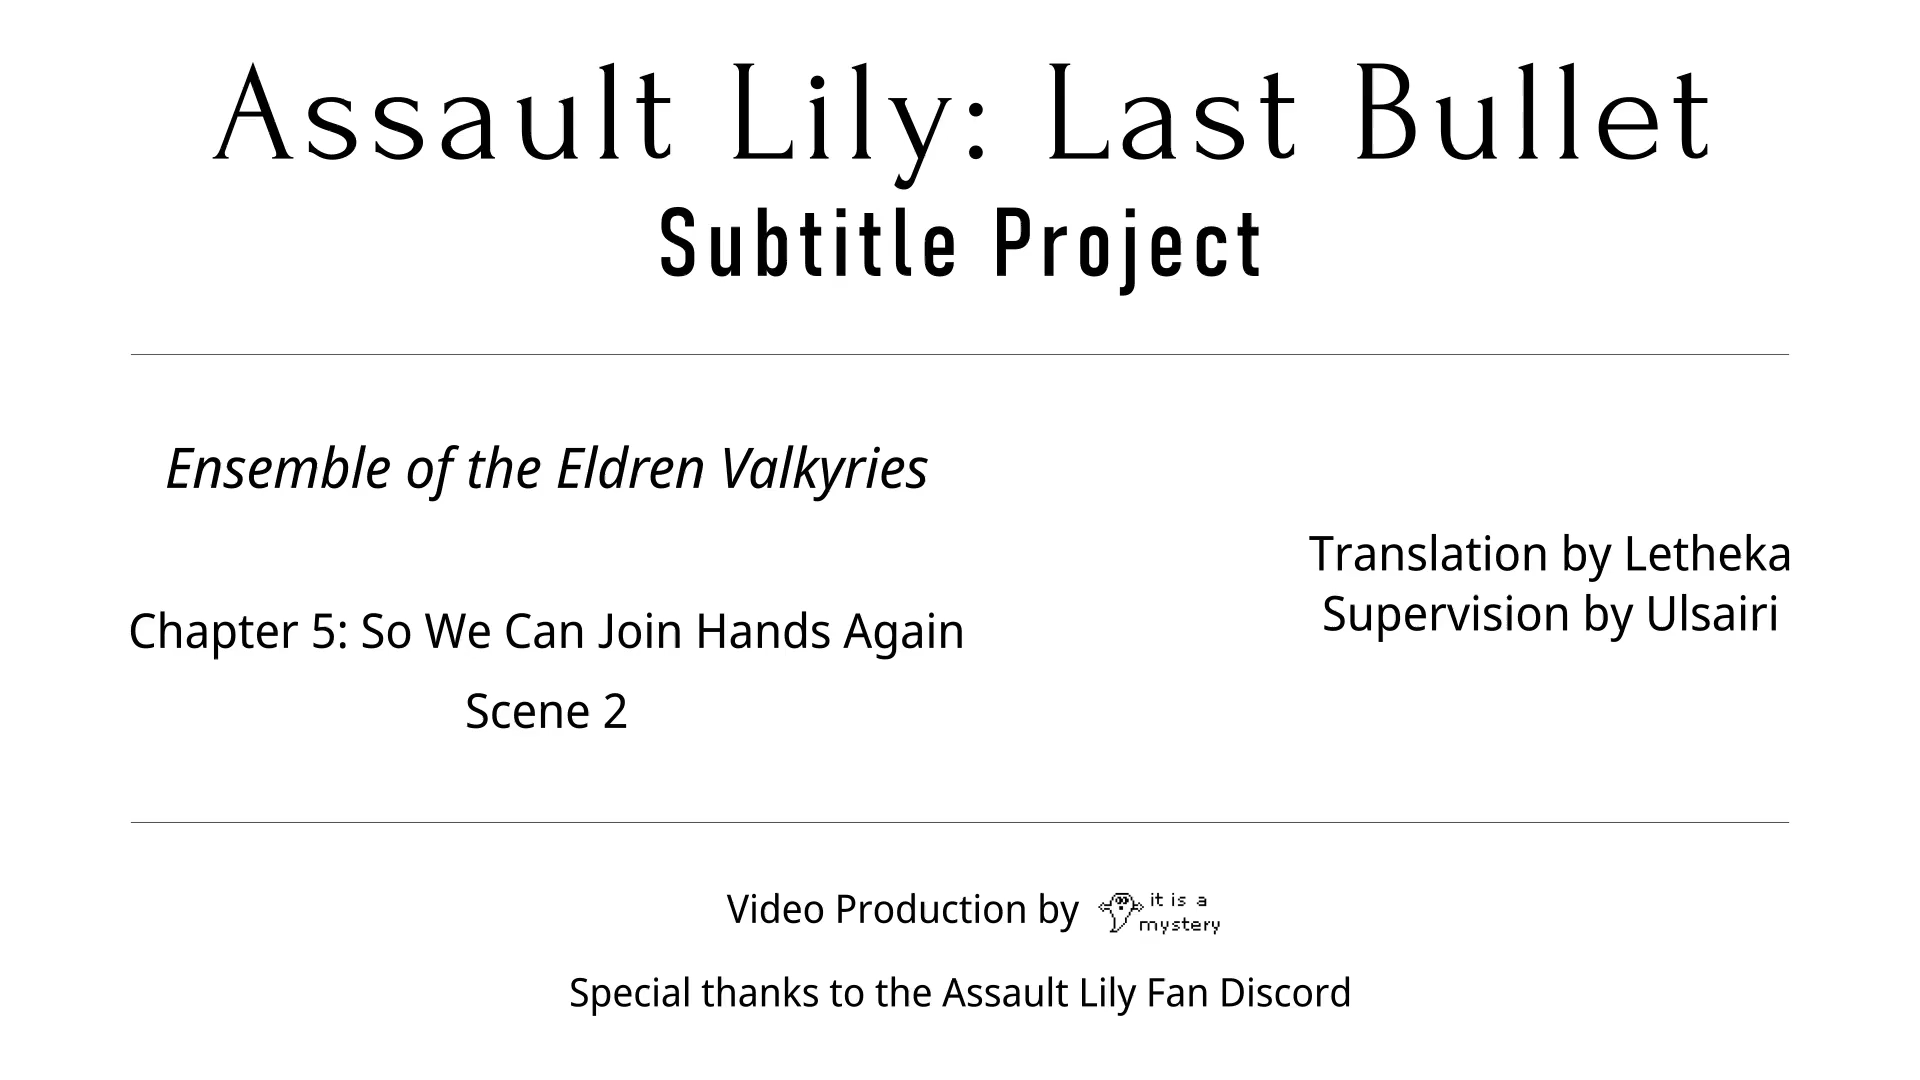 Assault Lily: Last Bullet
Subtitle Project
Ensemble of the Eldren Valkyries
Chapter 5: So We Can Join Hands Again
Scene 2
Translation by Letheka
Supervision by Ulsairi
Video Production by it is a mystery
Special thanks to the Assault Lily Fan Discord